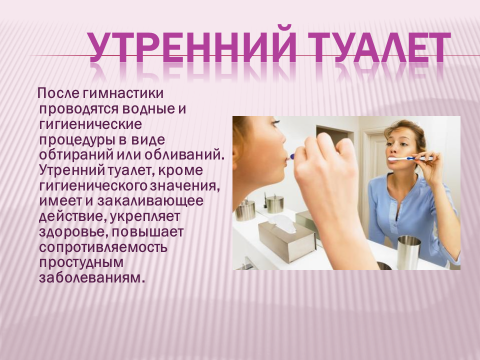 УТРЕННИЙ ТУАЛЕТ
После гимнастики
проводятся водные и
гигиенические
процедуры в виде
обтираний или обливаний.
Утренний туалет, кроме
гигиенического значения,
имеет и закаливающее
действие, укрепляет
здоровье, повышает
сопротивляемость
простудным
заболеваниям.